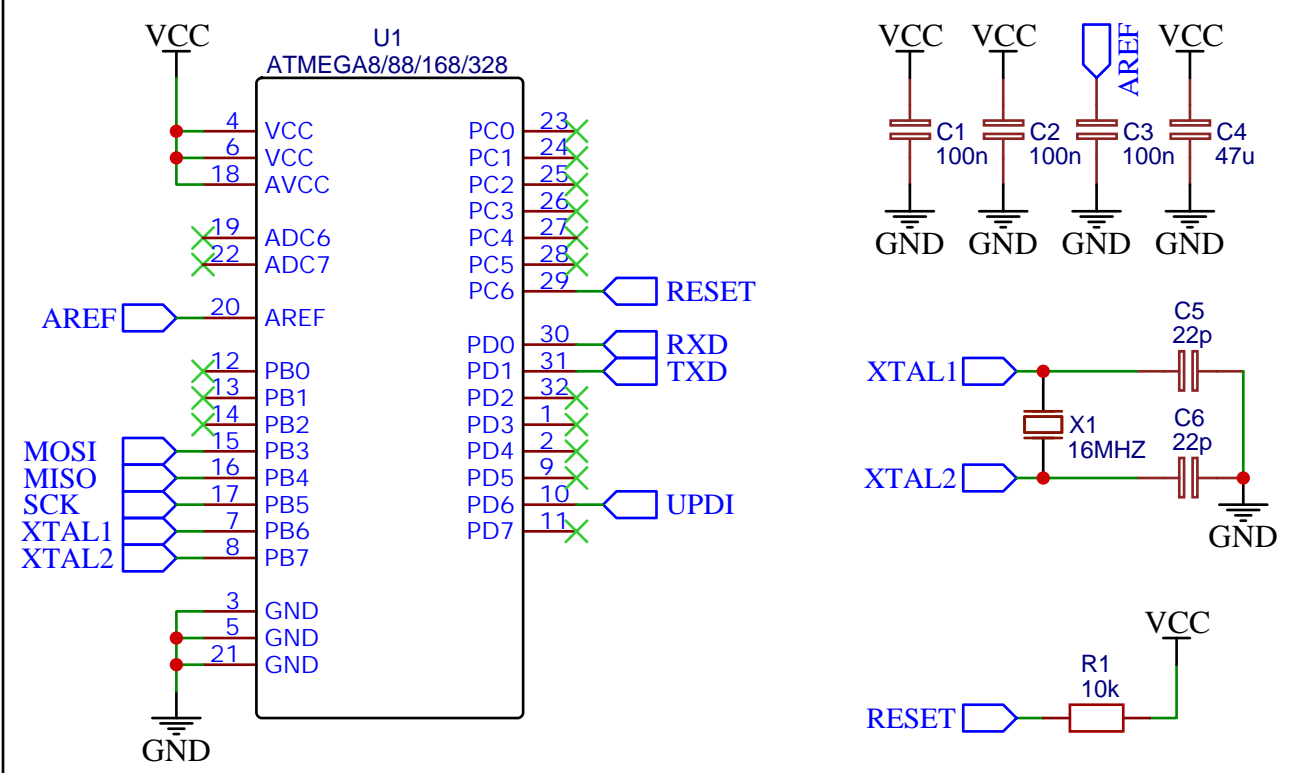 VCC
U1
ATMEGA8/88/168/328
4 VCC
6 VCC
18 AVCC
19 ADC6
22 ADC7
AREF 20 AREF
12 PB0
13 PB1
14 PB2
MOSI 15 PB3
MISO 16 PB4
SCK 17 PB5
XTAL1 7 PB6
XTAL2 8 PB7
3 GND
5 GND
21 GND
GND
PC0 23
PC1 24
PC2 25
PC3 26
PC4 27
PC5 28
PC6 29 RESET
PD0 30 RXD
PD1 31 TXD
PD2 32
PD3 1
PD4 2
PD5 9
PD6 10 UPDI
PD7 11
VCC VCC AREF VCC
C1 C2 C3 C4
100n 100n 100n 47u
GND GND GND GND
C5
22p
XTAL1
X1
16MHZ
C6
22p
XTAL2
GND
VCC
R1
10k
RESET